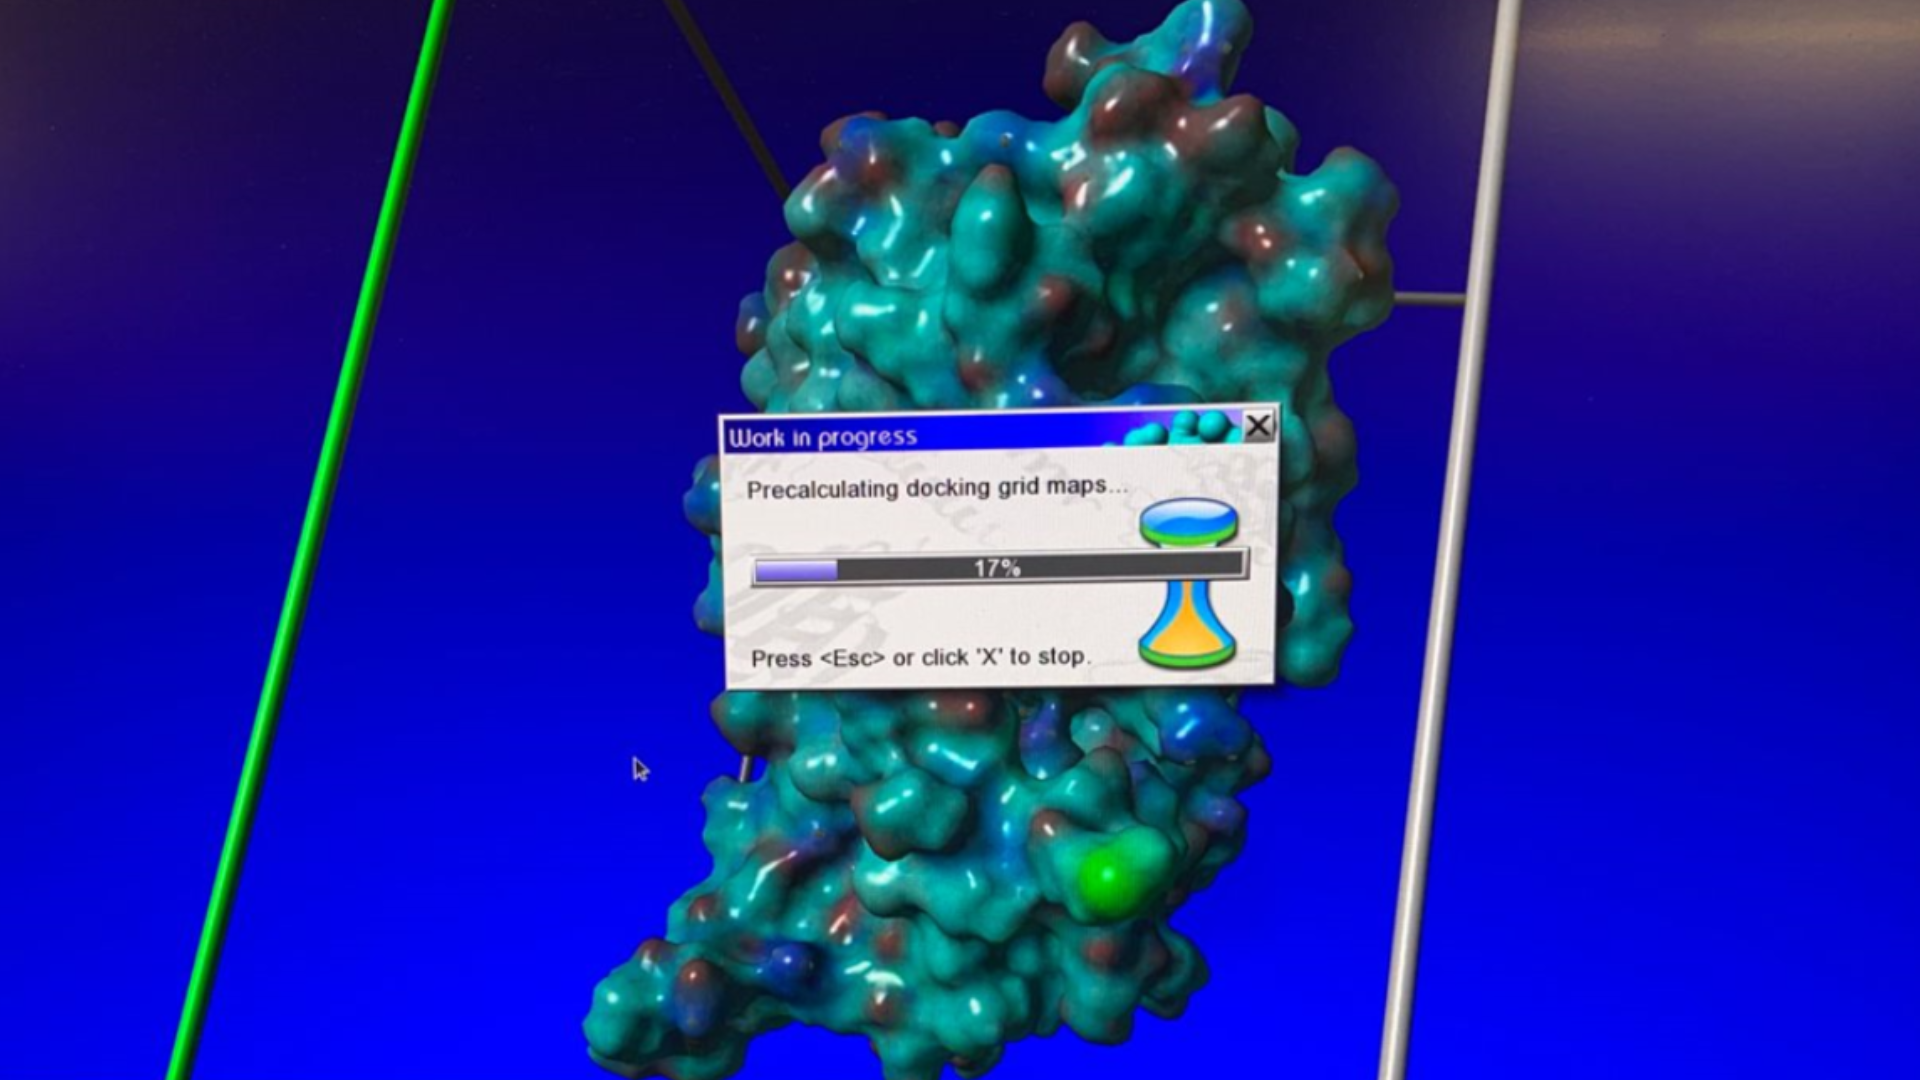 Work in progress
Precalculating docking grid maps...
17%
Press <Esc> or click 'X' to stop.